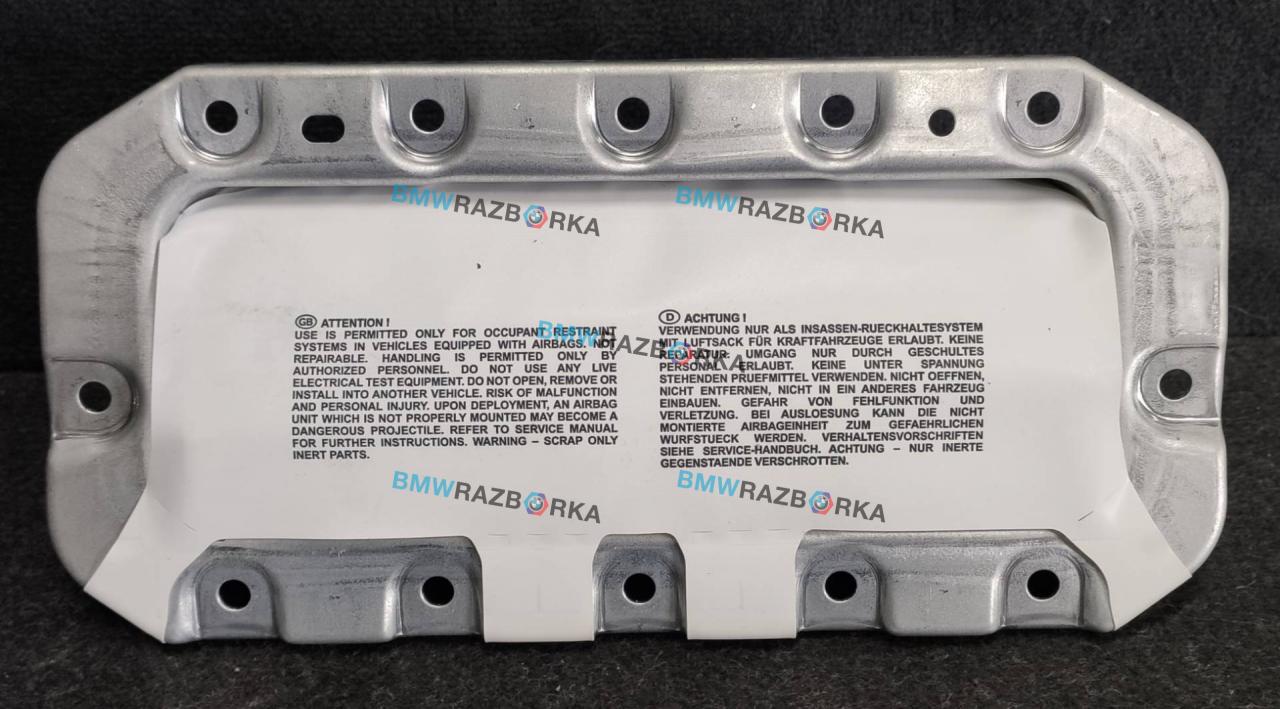 BMWRAZBORKA BMWRAZBORKA
GB ATTENTION !
USE IS PERMITTED ONLY FOR OCCUPANT RESTRAINT
SYSTEMS IN VEHICLES EQUIPPED WITH AIRBAGS. NOT
REPAIRABLE. HANDLING IS PERMITTED ONLY BY
AUTHORIZED PERSONNEL. DO NOT USE ANY LIVE
ELECTRICAL TEST EQUIPMENT. DO NOT OPEN, REMOVE OR
INSTALL INTO ANOTHER VEHICLE. RISK OF MALFUNCTION
AND PERSONAL INJURY. UPON DEPLOYMENT, AN AIRBAG
UNIT WHICH IS NOT PROPERLY MOUNTED MAY BECOME A
DANGEROUS PROJECTILE. REFER TO SERVICE MANUAL
FOR FURTHER INSTRUCTIONS. WARNING – SCRAP ONLY
INERT PARTS.
BMWRAZBORKA
D ACHTUNG !
VERWENDUNG NUR ALS INSASSEN-RUECKHALTESYSTEM
MIT LUFTSACK FÜR KRAFTFAHRZEUGE ERLAUBT. KEINE
REPARATUR. UMGANG NUR DURCH GESCHULTES
PERSONAL ERLAUBT. KEINE UNTER SPANNUNG
STEHENDEN PRUEFMITTEL VERWENDEN. NICHT OEFFNEN,
NICHT ENTFERNEN, NICHT IN EIN ANDERES FAHRZEUG
EINBAUEN. GEFAHR VON FEHLFUNKTION UND
VERLETZUNG. BEI AUSLOESUNG KANN DIE NICHT
MONTIERTE AIRBAGEINHEIT ZUM GEFAEHRLICHEN
WURFSTUECK WERDEN. VERHALTENSVORSCHRIFTEN
SIEHE SERVICE-HANDBUCH. ACHTUNG – NUR INERTE
GEGENSTAENDE VERSCHROTTEN.
BMWRAZBORKA BMWRAZBORKA